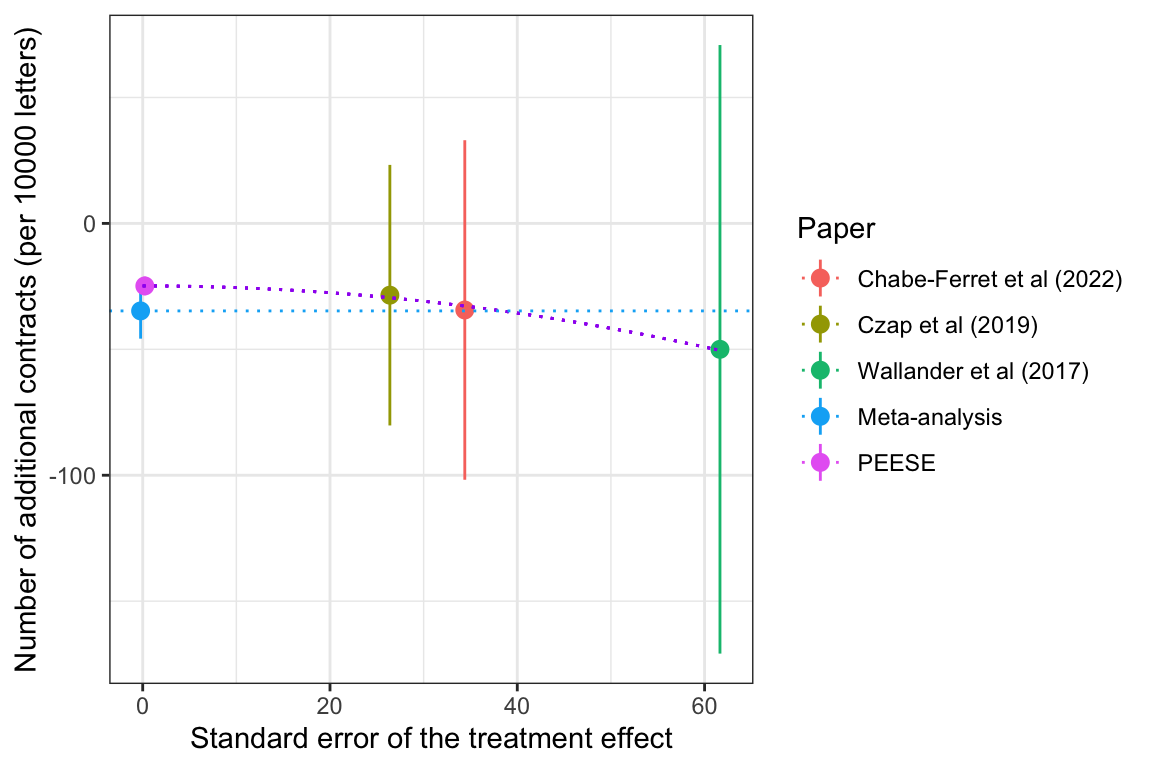 Number of additional contracts (per 10000 letters)
0
-100
0
20
40
60
Standard error of the treatment effect
Paper
Chabe-Ferret et al (2022)
Czap et al (2019)
Wallander et al (2017)
Meta-analysis
PEESE